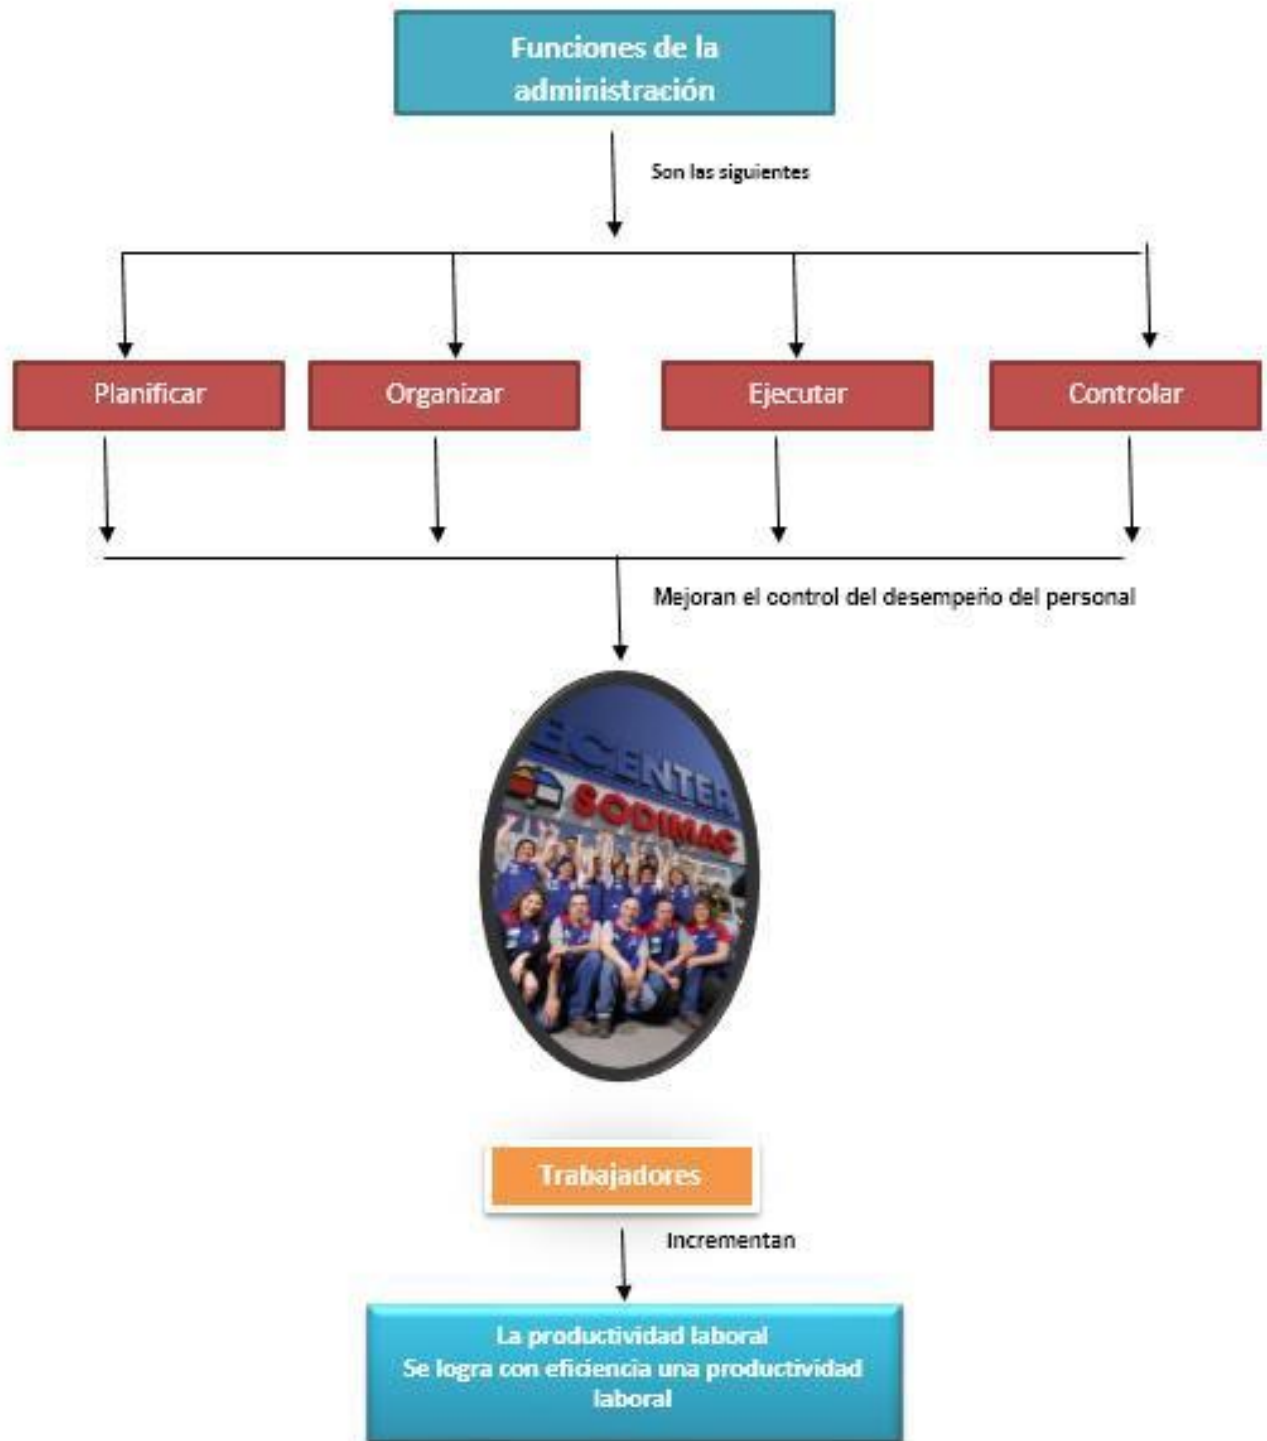 Funciones de la
administración
Son las siguientes
Planificar
Organizar
Ejecutar
Controlar
Mejoran el control del desempeño del personal
ECENTER
SODIMAC
Trabajadores
Incrementan
La productividad laboral
Se logra con eficiencia una productividad
laboral